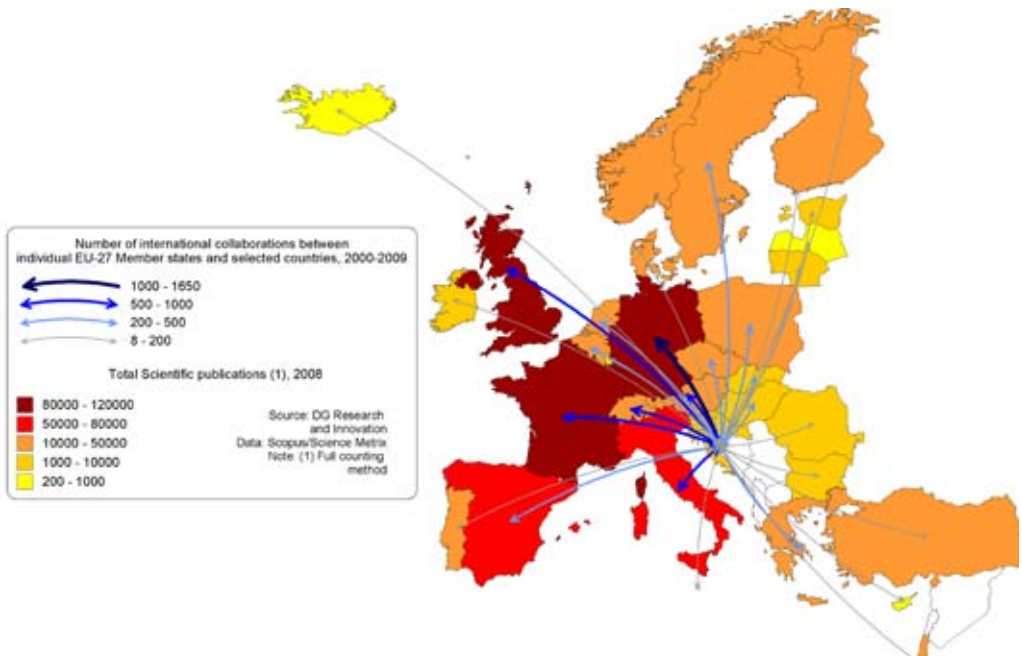 Number of international collaborations between
individual EU-27 Member states and selected countries, 2000-2009
1000 - 1650
500 - 1000
200 - 500
8 - 200
Total Scientific publications (1), 2008
80000 - 120000
50000 - 80000
10000 - 50000
1000 - 10000
200 - 1000
Source: DG Research
and Innovation
Data: Scopus/Science Metrix
Note: (1) Full counting
method